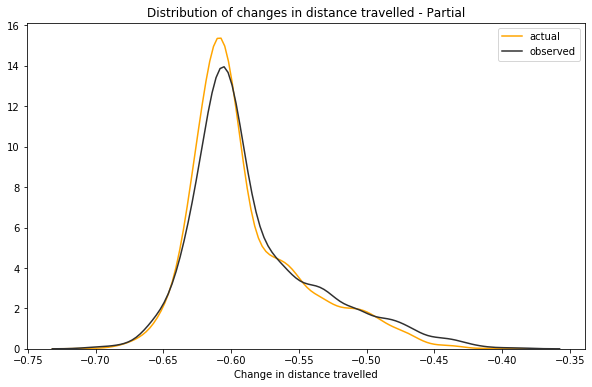 Distribution of changes in distance travelled - Partial
actual
observed
16
14
12
10
8
6
4
2
0
−0.75 −0.70 −0.65 −0.60 −0.55 −0.50 −0.45 −0.40 −0.35
Change in distance travelled